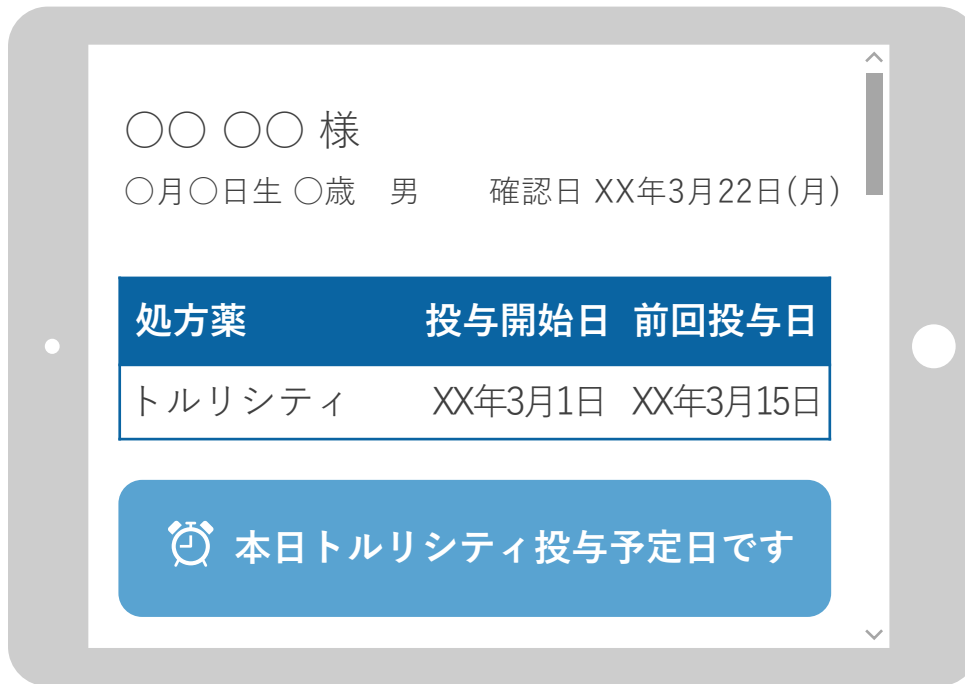 ○○ ○○ 様
○月○日生 ○歳　男　　確認日 XX年3月22日(月)
処方薬　投与開始日　前回投与日
トルリシティ　XX年3月1日　XX年3月15日
本日トルリシティ投与予定日です